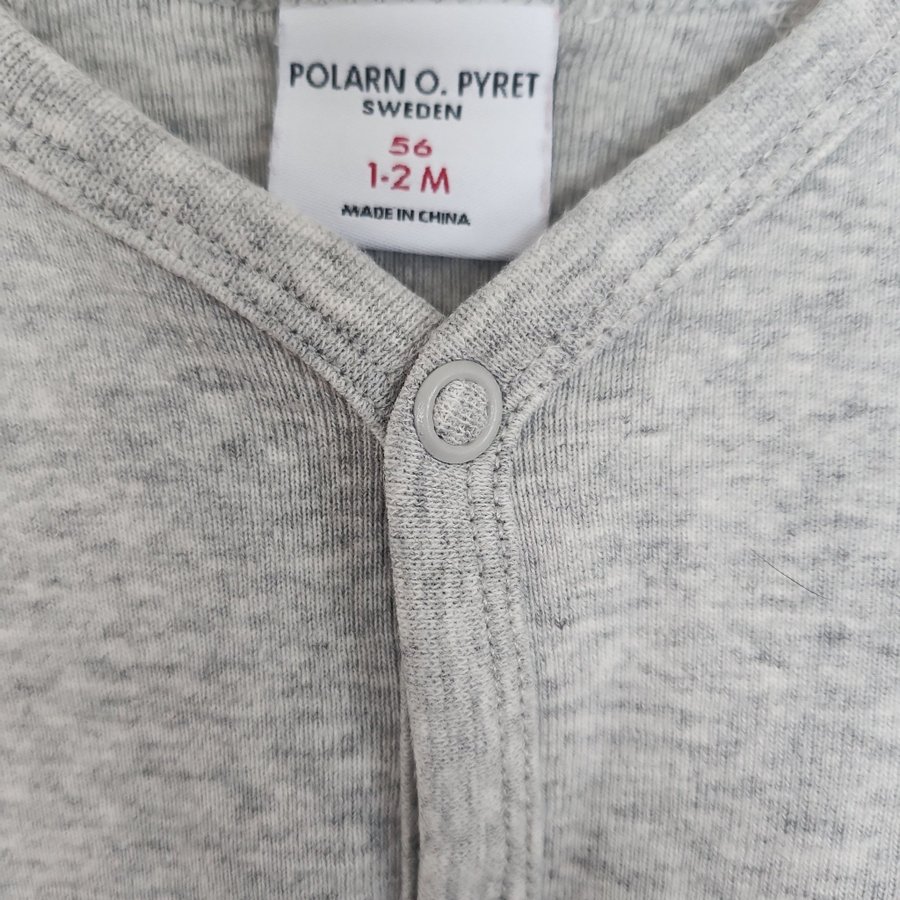 POLARN O. PYRET
SWEDEN
56
1-2 M
MADE IN CHINA